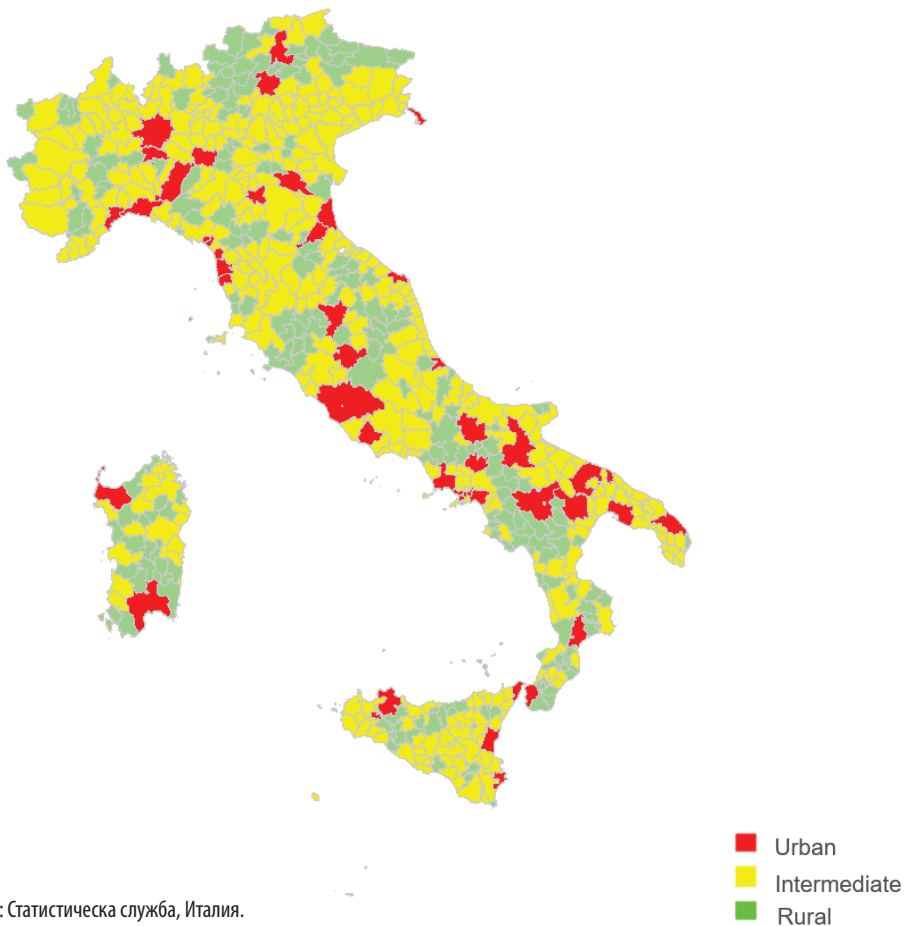 Urban
Intermediate
Rural
: Статистическа служба, Италия.